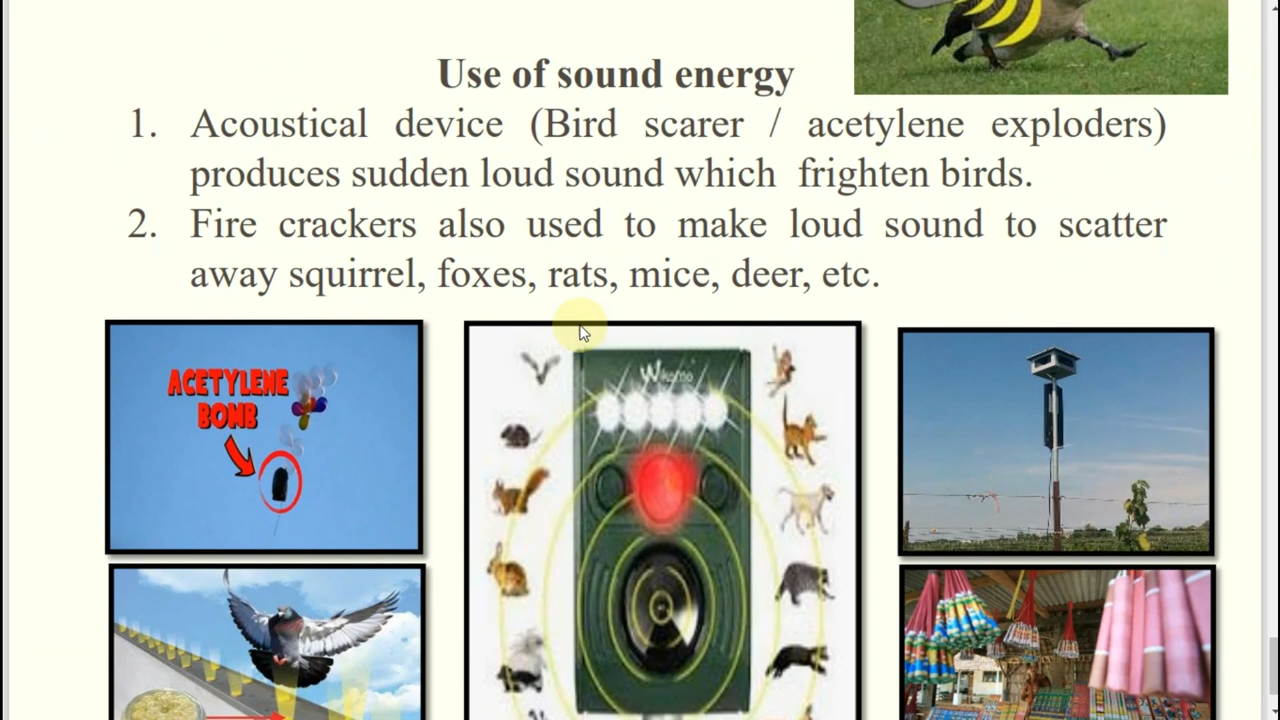 Use of sound energy
1. Acoustical device (Bird scarer / acetylene exploders)
produces sudden loud sound which frighten birds.
2. Fire crackers also used to make loud sound to scatter
away squirrel, foxes, rats, mice, deer, etc.
ACETYLENE
BOMB